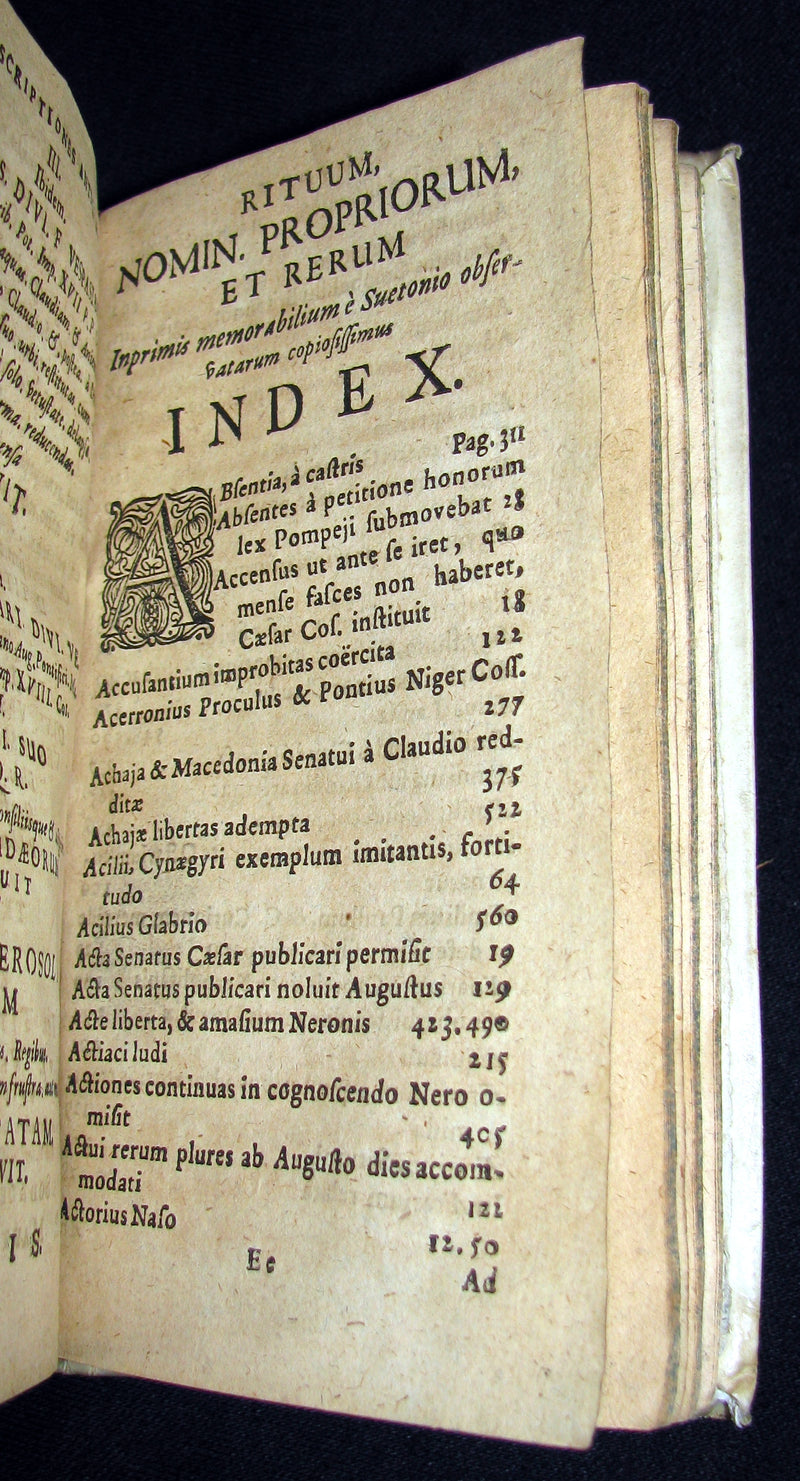 SCRIPTIONES
III.
Ibidem.
RITUUM,
NOMIN. PROPRIORUM,
ET RERUM
Inprimis memorabilium è Suetonio obſer-
vatarum copioſiſſimus
INDEX.
ABſentia, à caſtris Pag. 311
Abſentes à petitione honorum
lex Pompeji ſubmovebat 28
Accenſus ut ante ſe iret, quo
menſe faſces non haberet,
Cæſar Coſ. inſtituit 18
Accuſantium improbitas coërcita 122
Acerronius Proculus & Pontius Niger Coſſ.
277
Achaja & Macedonia Senatui à Claudio red-
ditæ 375
Achajæ libertas adempta 522
Acilii, Cynægyri exemplum imitantis, forti-
tudo 64
Acilius Glabrio 560
Acta Senatus Cæſar publicari permiſit 19
Acta Senatus publicari noluit Auguſtus 129
Acte liberta, & amaſium Neronis 423.490
Actiaci ludi 215
Actiones continuas in cognoſcendo Nero o-
miſit 405
Actui rerum plures ab Auguſto dies accom-
modati 121
Actorius Naſo 12.50
Ee
Ad